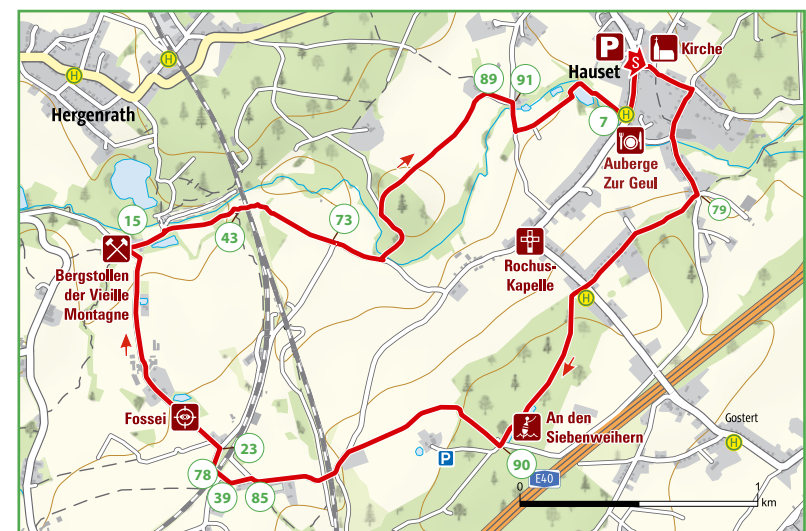 P
S
Kirche
89
91
Hauset
H
H
Hergenrath
7
H
Auberge
Zur Geul
15
43
73
79
Bergstollen
der Vieille
Montagne
Rochus-
Kapelle
H
Fossei
An den
Siebenweihern
Gostert
H
23
P
90
78
39
85
E40
0
1
km